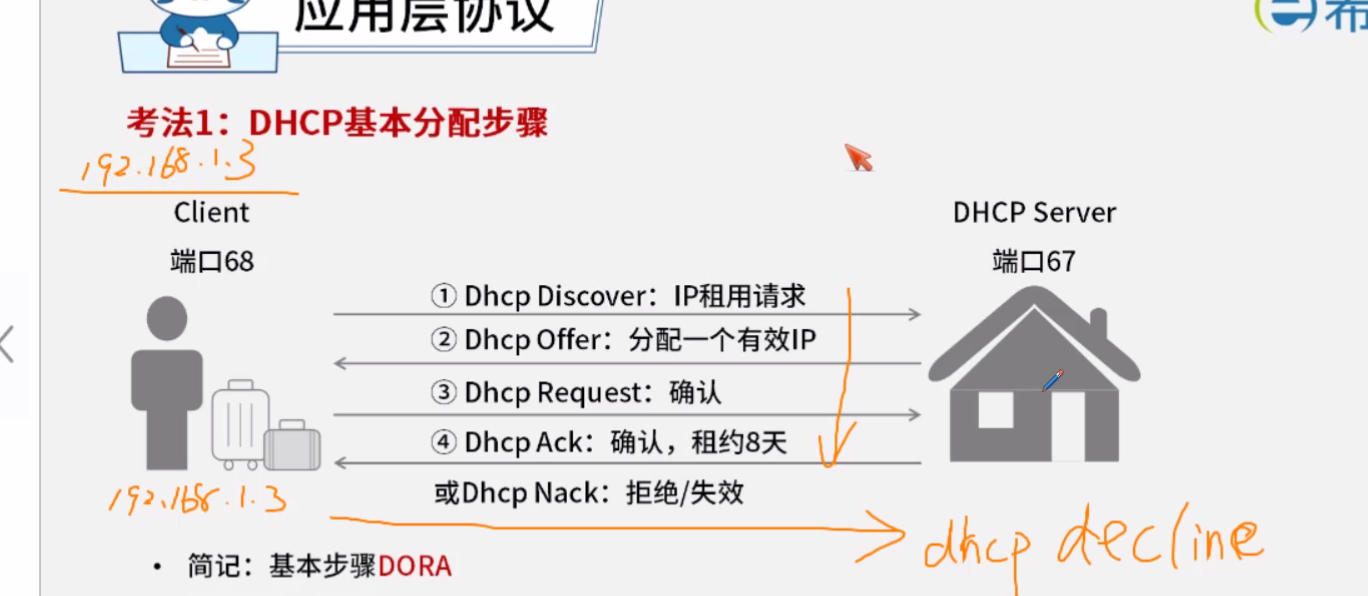 应用层协议
希
考法1：DHCP基本分配步骤
192.168.1.3
Client
DHCP Server
端口68
端口67
① Dhcp Discover：IP租用请求
② Dhcp Offer：分配一个有效IP
③ Dhcp Request：确认
④ Dhcp Ack：确认，租约8天
或Dhcp Nack：拒绝/失效
192.168.1.3
dhcp decline
• 简记：基本步骤DORA